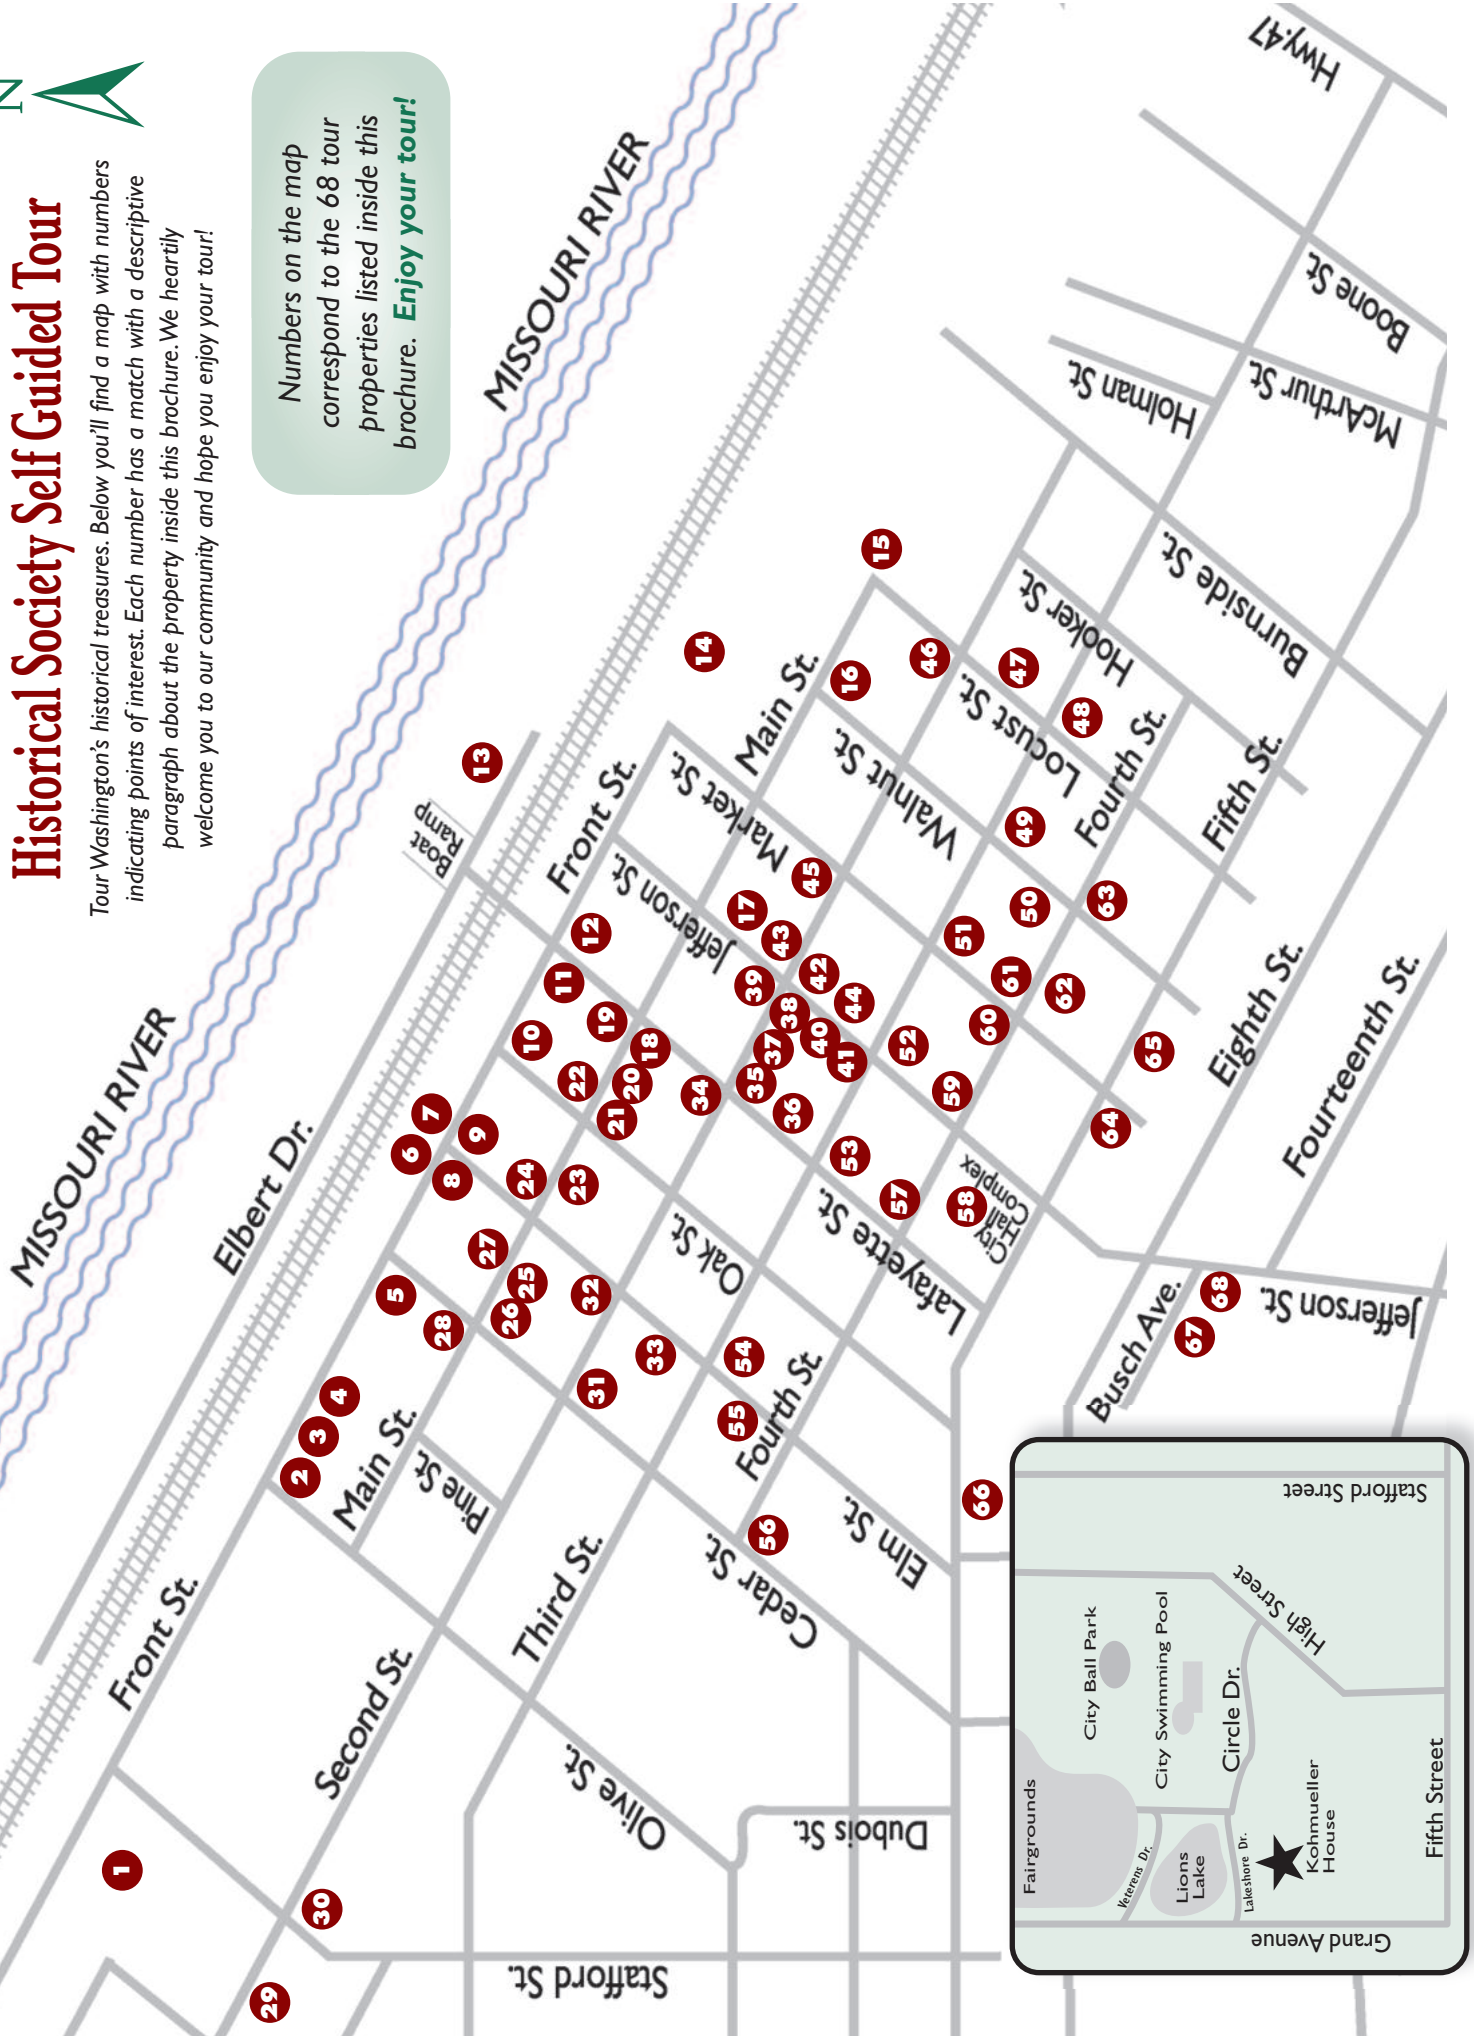 N
Historical Society Self Guided Tour
Tour Washington's historical treasures. Below you'll find a map with numbers
indicating points of interest. Each number has a match with a descriptive
paragraph about the property inside this brochure. We heartily
welcome you to our community and hope you enjoy your tour!
Numbers on the map
correspond to the 68 tour
properties listed inside this
brochure. Enjoy your tour!
MISSOURI RIVER
MISSOURI RIVER
Elbert Dr.
Boat
Ramp
Front St.
Front St.
Main St.
Main St.
Pine St.
Second St.
Third St.
Fourth St.
Fourth St.
Fifth St.
Eighth St.
Fourteenth St.
Busch Ave.
Stafford St.
Olive St.
Dubois St.
Cedar St.
Elm St.
Oak St.
Lafayette St.
Jefferson St.
Jefferson St.
Market St.
Walnut St.
Locust St.
Hooker St.
Burnside St.
Holman St.
McArthur St.
Boone St.
Hwy.47
City
Hall
Complex
1
2
3
4
5
6
7
8
9
10
11
12
13
14
15
16
17
18
19
20
21
22
23
24
25
26
27
28
29
30
31
32
33
34
35
36
37
38
39
40
41
42
43
44
45
46
47
48
49
50
51
52
53
54
55
56
57
58
59
60
61
62
63
64
65
66
67
68
Fairgrounds
City Ball Park
City Swimming Pool
Veterens Dr.
Lions
Lake
Lakeshore Dr.
Circle Dr.
High Street
Stafford Street
Kohmueller
House
Grand Avenue
Fifth Street